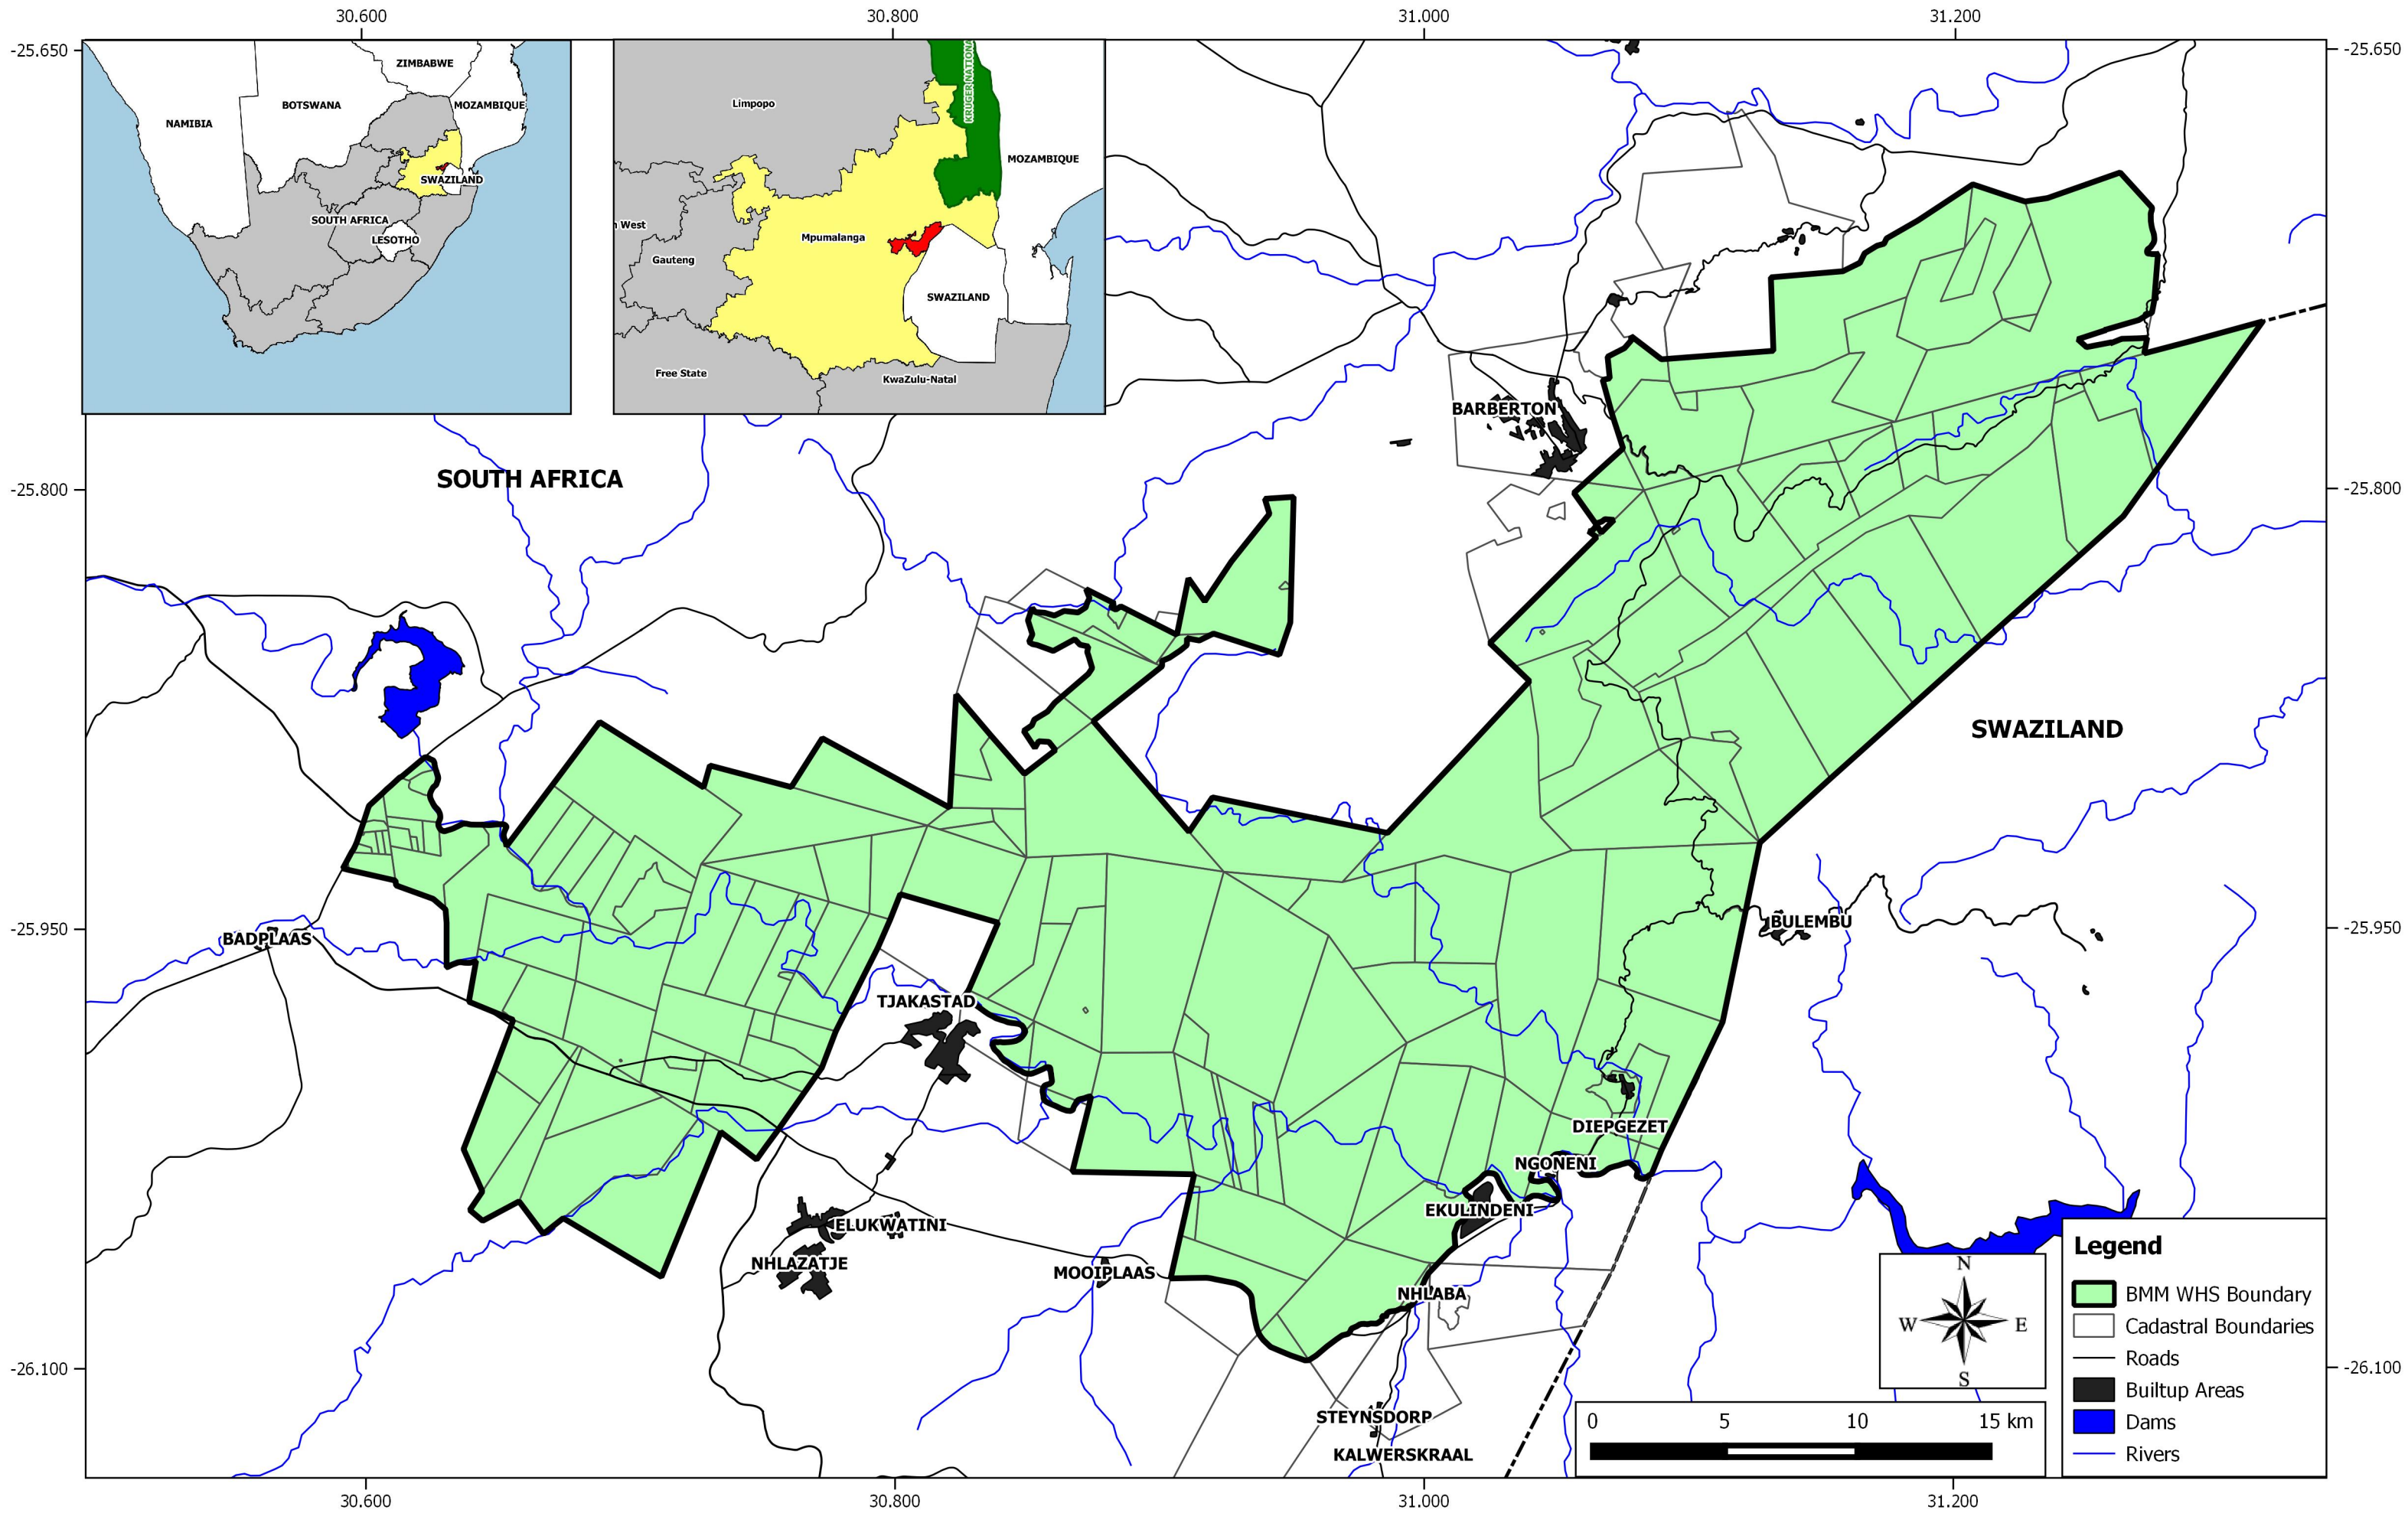 30.600
30.800
31.000
31.200
-25.650
-25.650
ZIMBABWE
BOTSWANA
MOZAMBIQUE
NAMIBIA
SWAZILAND
SOUTH AFRICA
LESOTHO
KRUGER NATIONA
Limpopo
MOZAMBIQUE
h West
Mpumalanga
Gauteng
SWAZILAND
Free State
KwaZulu-Natal
BARBERTON
SOUTH AFRICA
-25.800
-25.800
SWAZILAND
BULEMBU
-25.950
-25.950
BADPLAAS
TJAKASTAD
DIEPGEZET
NGONENI
EKULINDENI
ELUKWATINI
NHLAZATJE
MOOIPLAAS
NHLABA
-26.100
-26.100
STEYNSDORP
KALWERSKRAAL
N
W
E
S
0 5 10 15 km
Legend
BMM WHS Boundary
Cadastral Boundaries
Roads
Builtup Areas
Dams
Rivers
30.600
30.800
31.000
31.200